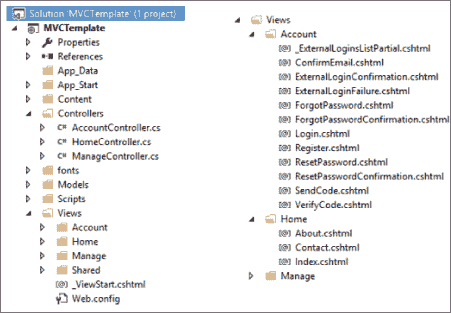 Solution 'MVCTemplate' (1 project)
MVCTemplate
Properties
References
App_Data
App_Start
Content
Controllers
C# AccountController.cs
C# HomeController.cs
C# ManageController.cs
fonts
Models
Scripts
Views
Account
Home
Manage
Shared
[@] _ViewStart.cshtml
Web.config
Views
Account
[@] _ExternalLoginsListPartial.cshtml
[@] ConfirmEmail.cshtml
[@] ExternalLoginConfirmation.cshtml
[@] ExternalLoginFailure.cshtml
[@] ForgotPassword.cshtml
[@] ForgotPasswordConfirmation.cshtml
[@] Login.cshtml
[@] Register.cshtml
[@] ResetPassword.cshtml
[@] ResetPasswordConfirmation.cshtml
[@] SendCode.cshtml
[@] VerifyCode.cshtml
Home
[@] About.cshtml
[@] Contact.cshtml
[@] Index.cshtml
Manage